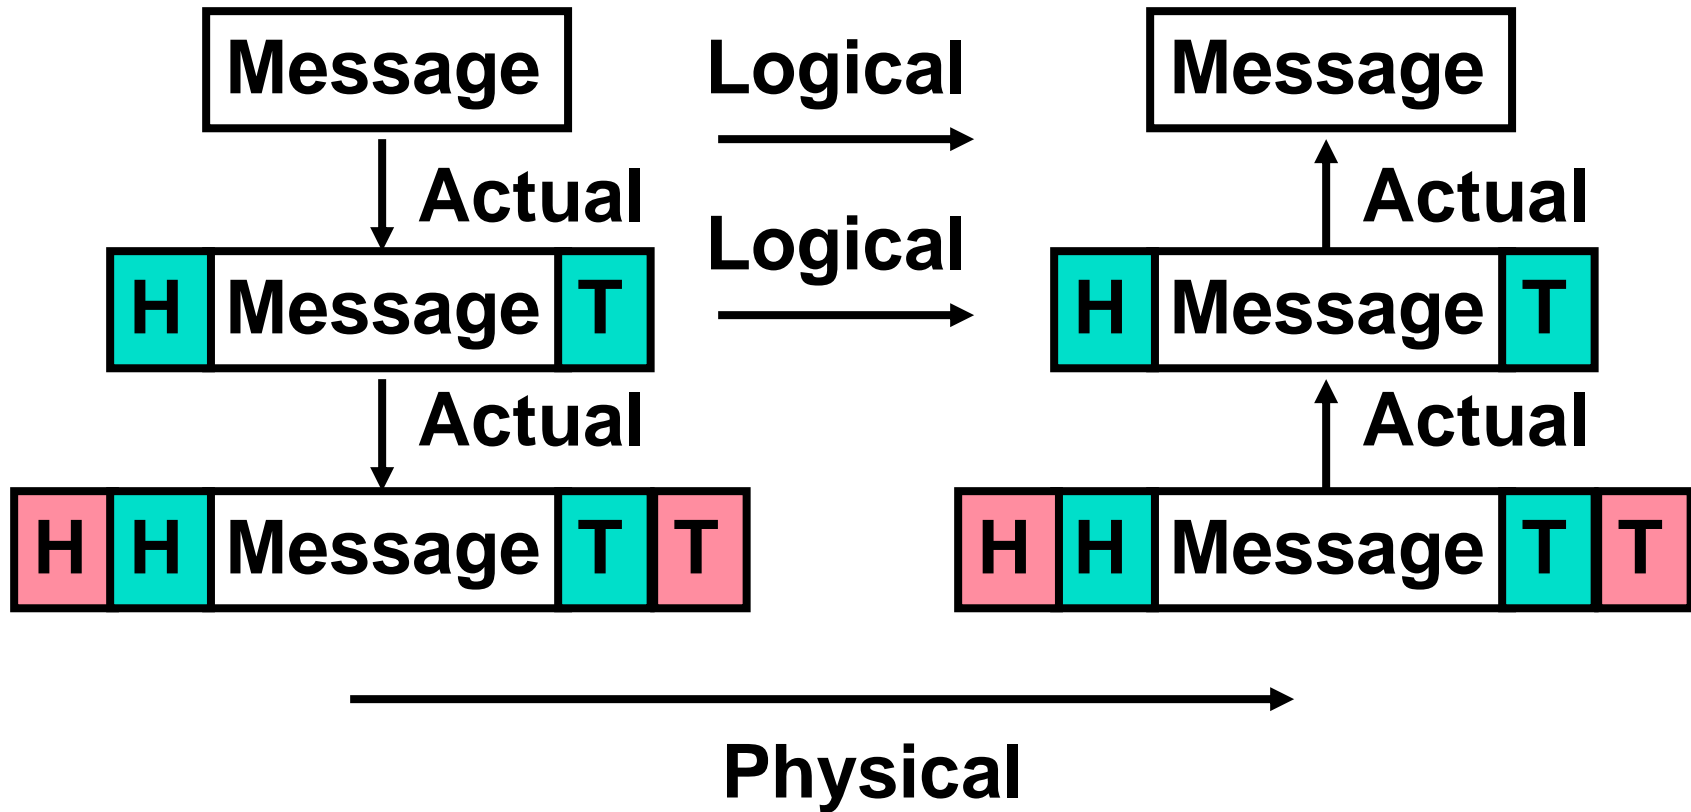 Message Logical Message
Actual Actual
Logical
H Message T H Message T
Actual Actual
H H Message T T H H Message T T
Physical